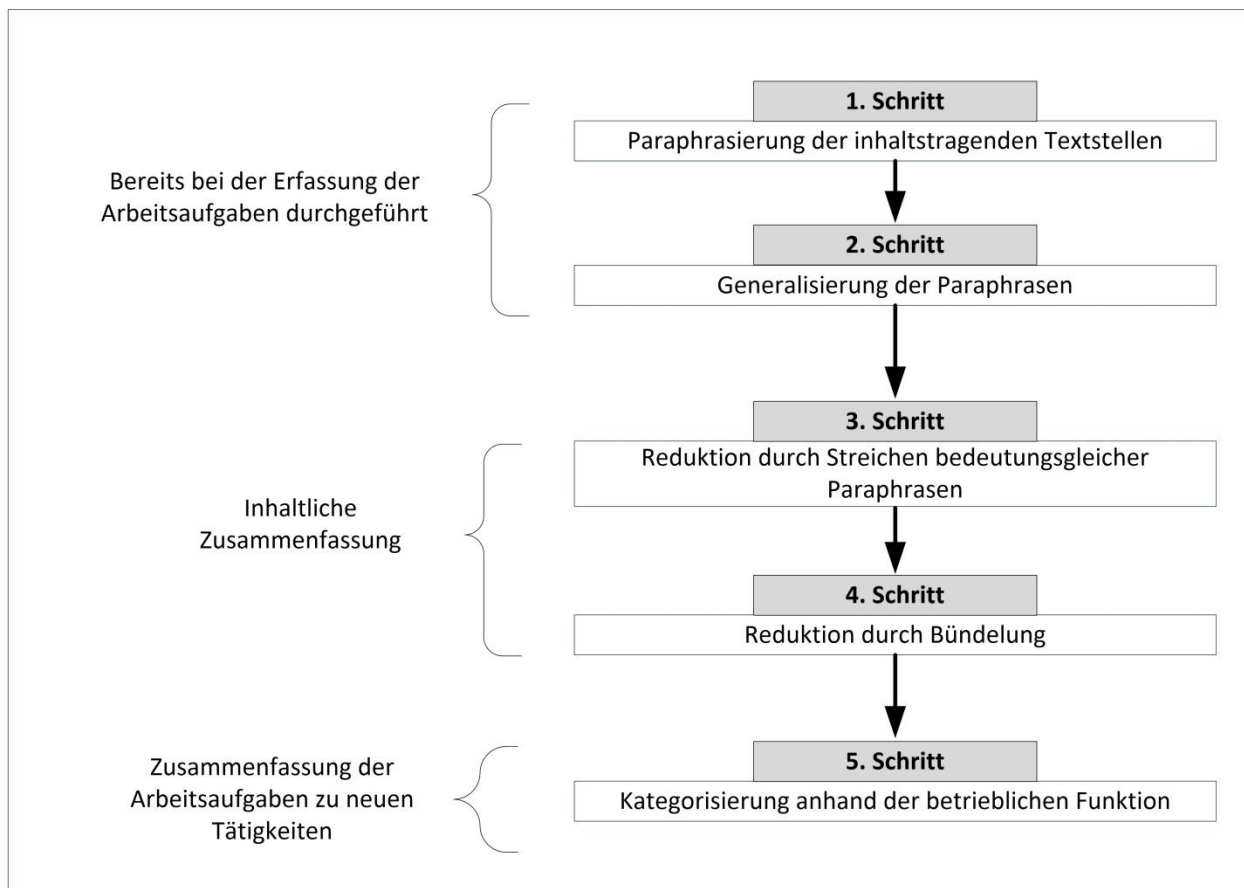 1. Schritt
Paraphrasierung der inhaltstragenden Textstellen
Bereits bei der Erfassung der
Arbeitsaufgaben durchgeführt
2. Schritt
Generalisierung der Paraphrasen
3. Schritt
Reduktion durch Streichen bedeutungsgleicher
Paraphrasen
Inhaltliche
Zusammenfassung
4. Schritt
Reduktion durch Bündelung
5. Schritt
Kategorisierung anhand der betrieblichen Funktion
Zusammenfassung der
Arbeitsaufgaben zu neuen
Tätigkeiten